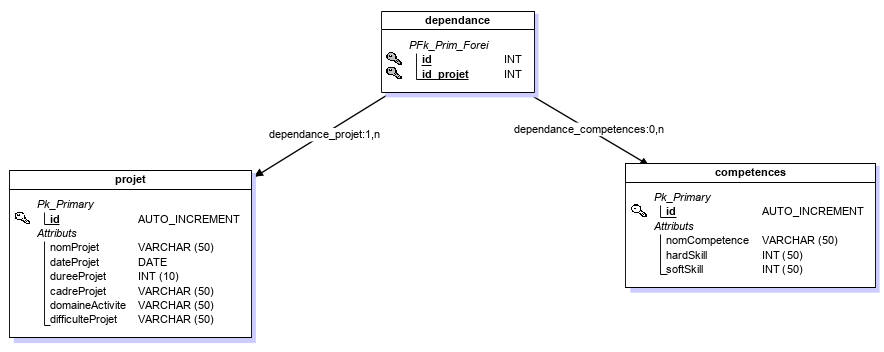 dependance
PFk_Prim_Forei
id INT
id_projet INT
dependance_projet:1,n
dependance_competences:0,n
projet
Pk_Primary
id AUTO_INCREMENT
Attributs
nomProjet VARCHAR (50)
dateProjet DATE
dureeProjet INT (10)
cadreProjet VARCHAR (50)
domaineActivite VARCHAR (50)
difficulteProjet VARCHAR (50)
competences
Pk_Primary
id AUTO_INCREMENT
Attributs
nomCompetence VARCHAR (50)
hardSkill INT (50)
softSkill INT (50)